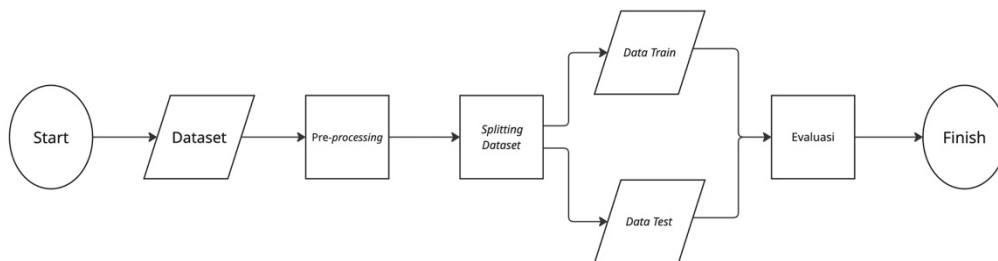 Start
Dataset
Pre-processing
Splitting
Dataset
Data Train
Data Test
Evaluasi
Finish